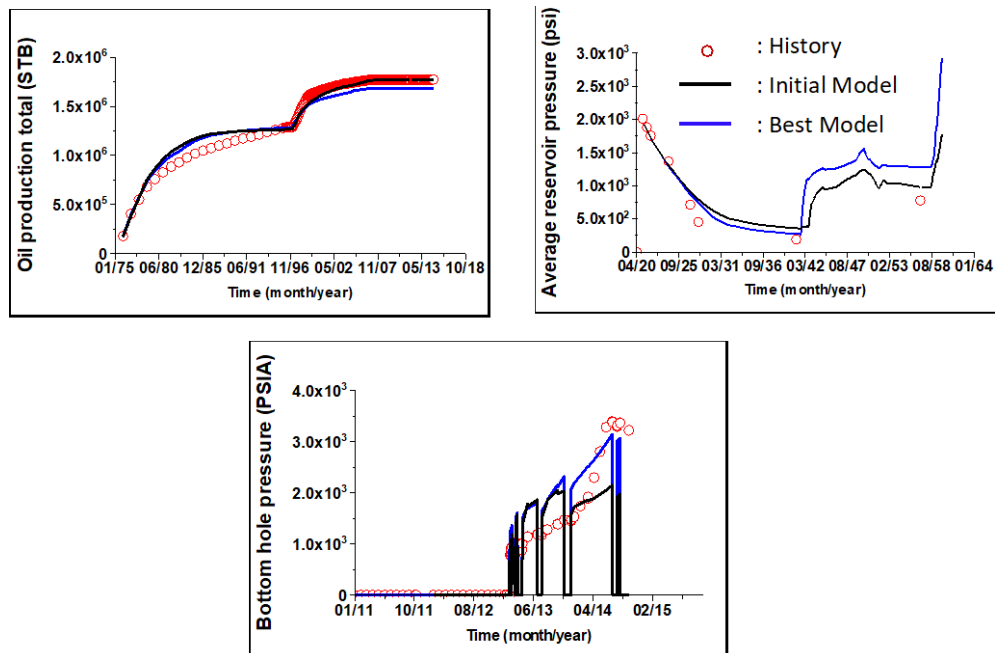 Oil production total (STB)
2.0x10⁶
1.5x10⁶
1.0x10⁶
5.0x10⁵
0
01/75 06/80 12/85 06/91 11/96 05/02 11/07 05/13 10/18
Time (month/year)
Average reservoir pressure (psi)
3.0x10³
2.5x10³
2.0x10³
1.5x10³
1.0x10³
5.0x10²
0
04/20 09/25 03/31 09/36 03/42 08/47 02/53 08/58 01/64
Time (month/year)
: History
: Initial Model
: Best Model
Bottom hole pressure (PSIA)
4.0x10³
3.0x10³
2.0x10³
1.0x10³
0
01/11 10/11 08/12 06/13 04/14 02/15
Time (month/year)